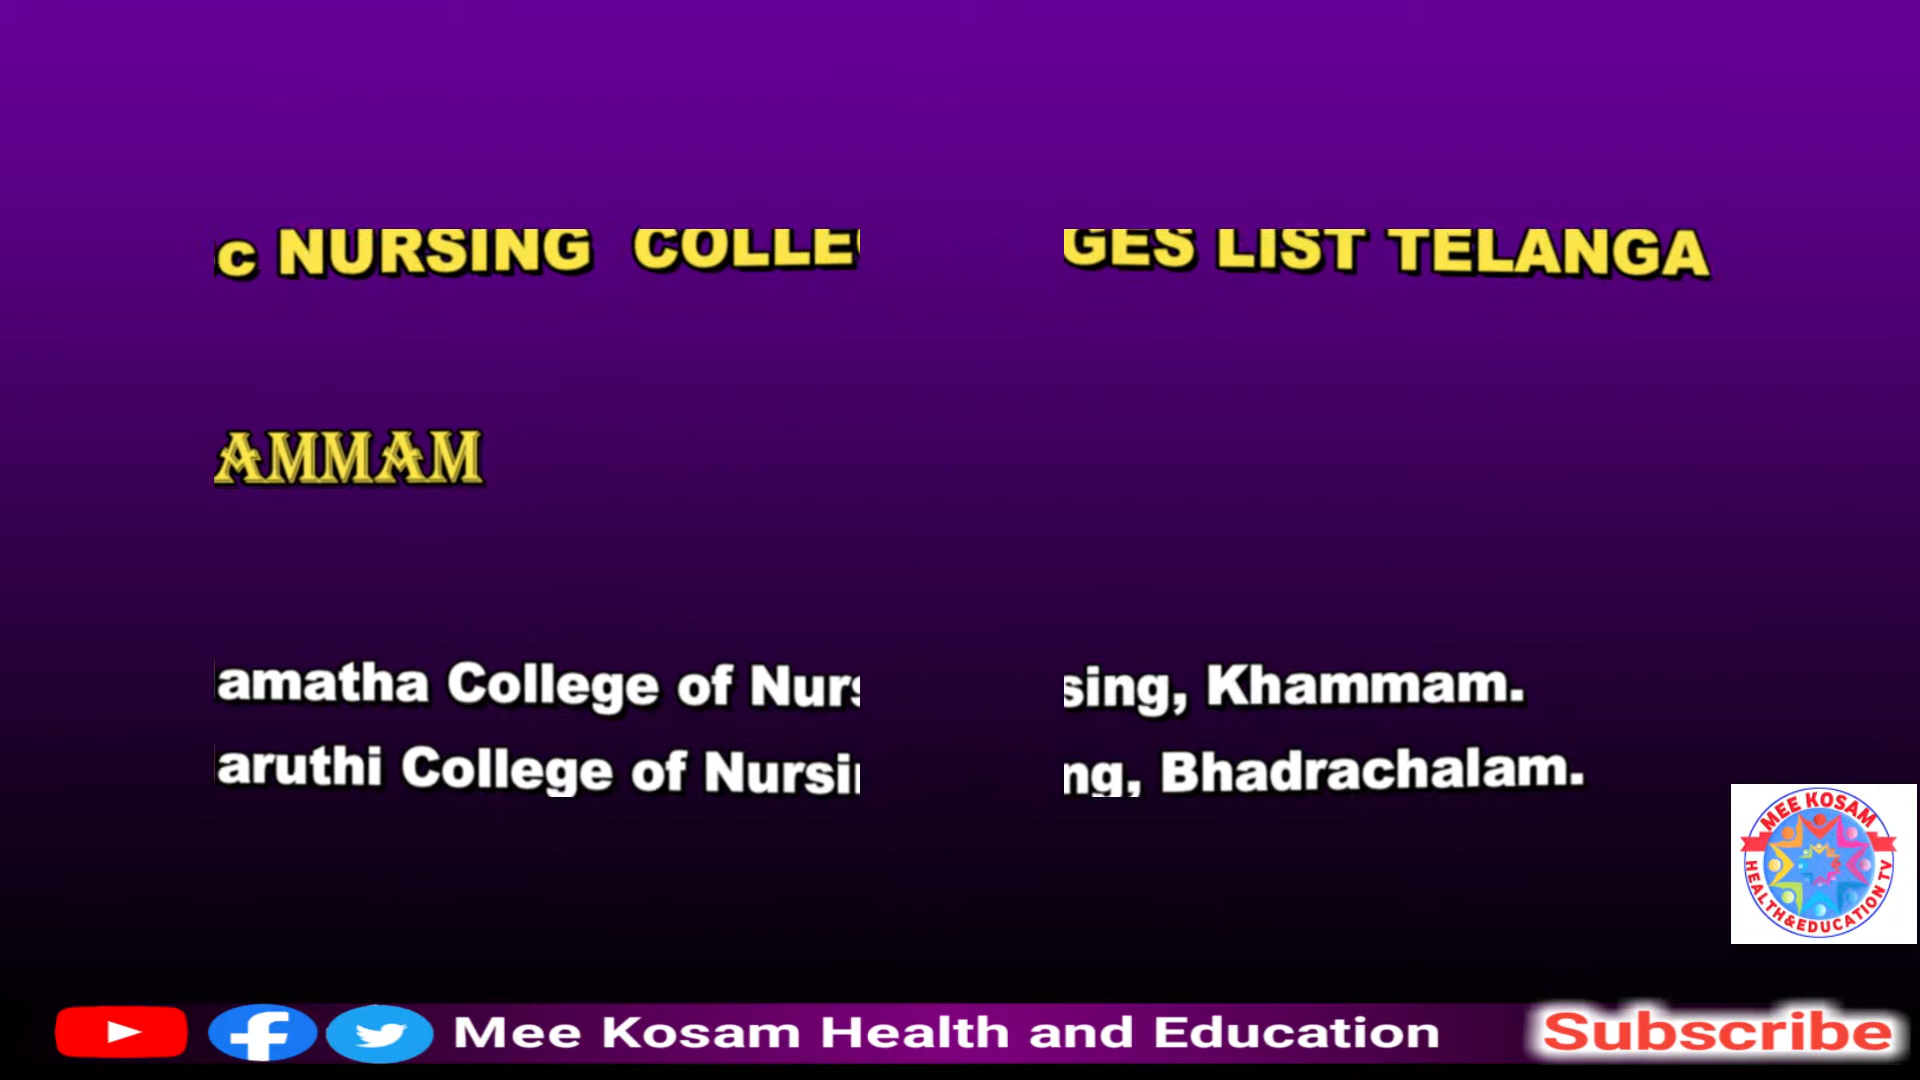 c NURSING COLLE GES LIST TELANGA
AMMAM
amatha College of Nurs sing, Khammam.
aruthi College of Nursin ng, Bhadrachalam.
MEE KOSAM
HEALTH&EDUCATION TV
Mee Kosam Health and Education
Subscribe